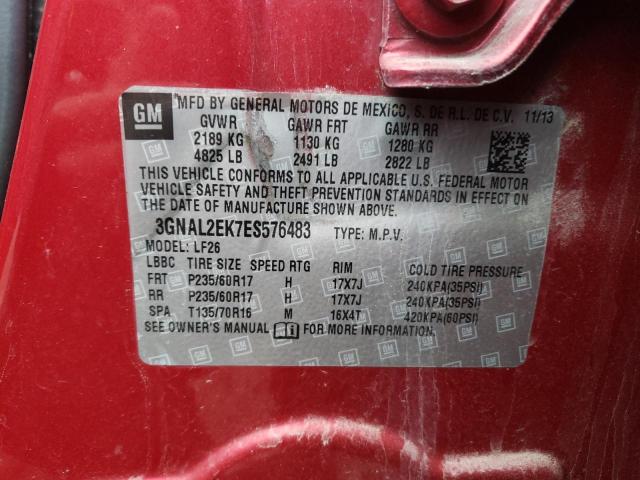 GM MFD BY GENERAL MOTORS DE MEXICO, S. DE R.L. DE C.V. 11/13
GVWR GAWR FRT GAWR RR
2189 KG 1130 KG 1280 KG
4825 LB 2491 LB 2822 LB
THIS VEHICLE CONFORMS TO ALL APPLICABLE U.S. FEDERAL MOTOR
VEHICLE SAFETY AND THEFT PREVENTION STANDARDS IN EFFECT ON
THE DATE OF MANUFACTURE SHOWN ABOVE.
3GNAL2EK7ES576483 TYPE: M.P.V.
MODEL: LF26
LBBC TIRE SIZE SPEED RTG RIM COLD TIRE PRESSURE
FRT P235/60R17 H 17X7J 240KPA(35PSI)
RR P235/60R17 H 17X7J 240KPA(35PSI)
SPA T135/70R16 M 16X4T 420KPA(60PSI)
SEE OWNER'S MANUAL FOR MORE INFORMATION.